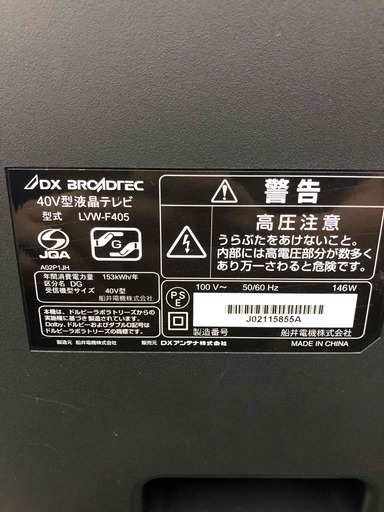 DX BROADTEC
40V型液晶テレビ
型式 LVW-F405
JQA
G
A02P1JH
年間消費電力量 153kWh/年
区分名 DG
受信機型サイズ 40V型
船井電機株式会社
本機は、ドルビーラボラトリーズからの
実施権に基づき 製造されています。
Dolby、ドルビーおよびダブルD記号は
ドルビーラボラトリーズの商標です。
警告
高圧注意
うらぶたをあけないこと。
内部には高電圧部分が数多く
あり万一さわると危険です。
PSE
100 V～ 50/60 Hz 146W
船井電機株式会社
J02115855A
製造番号
製造元 船井電機株式会社 販売元 DXアンテナ株式会社 MADE IN CHINA